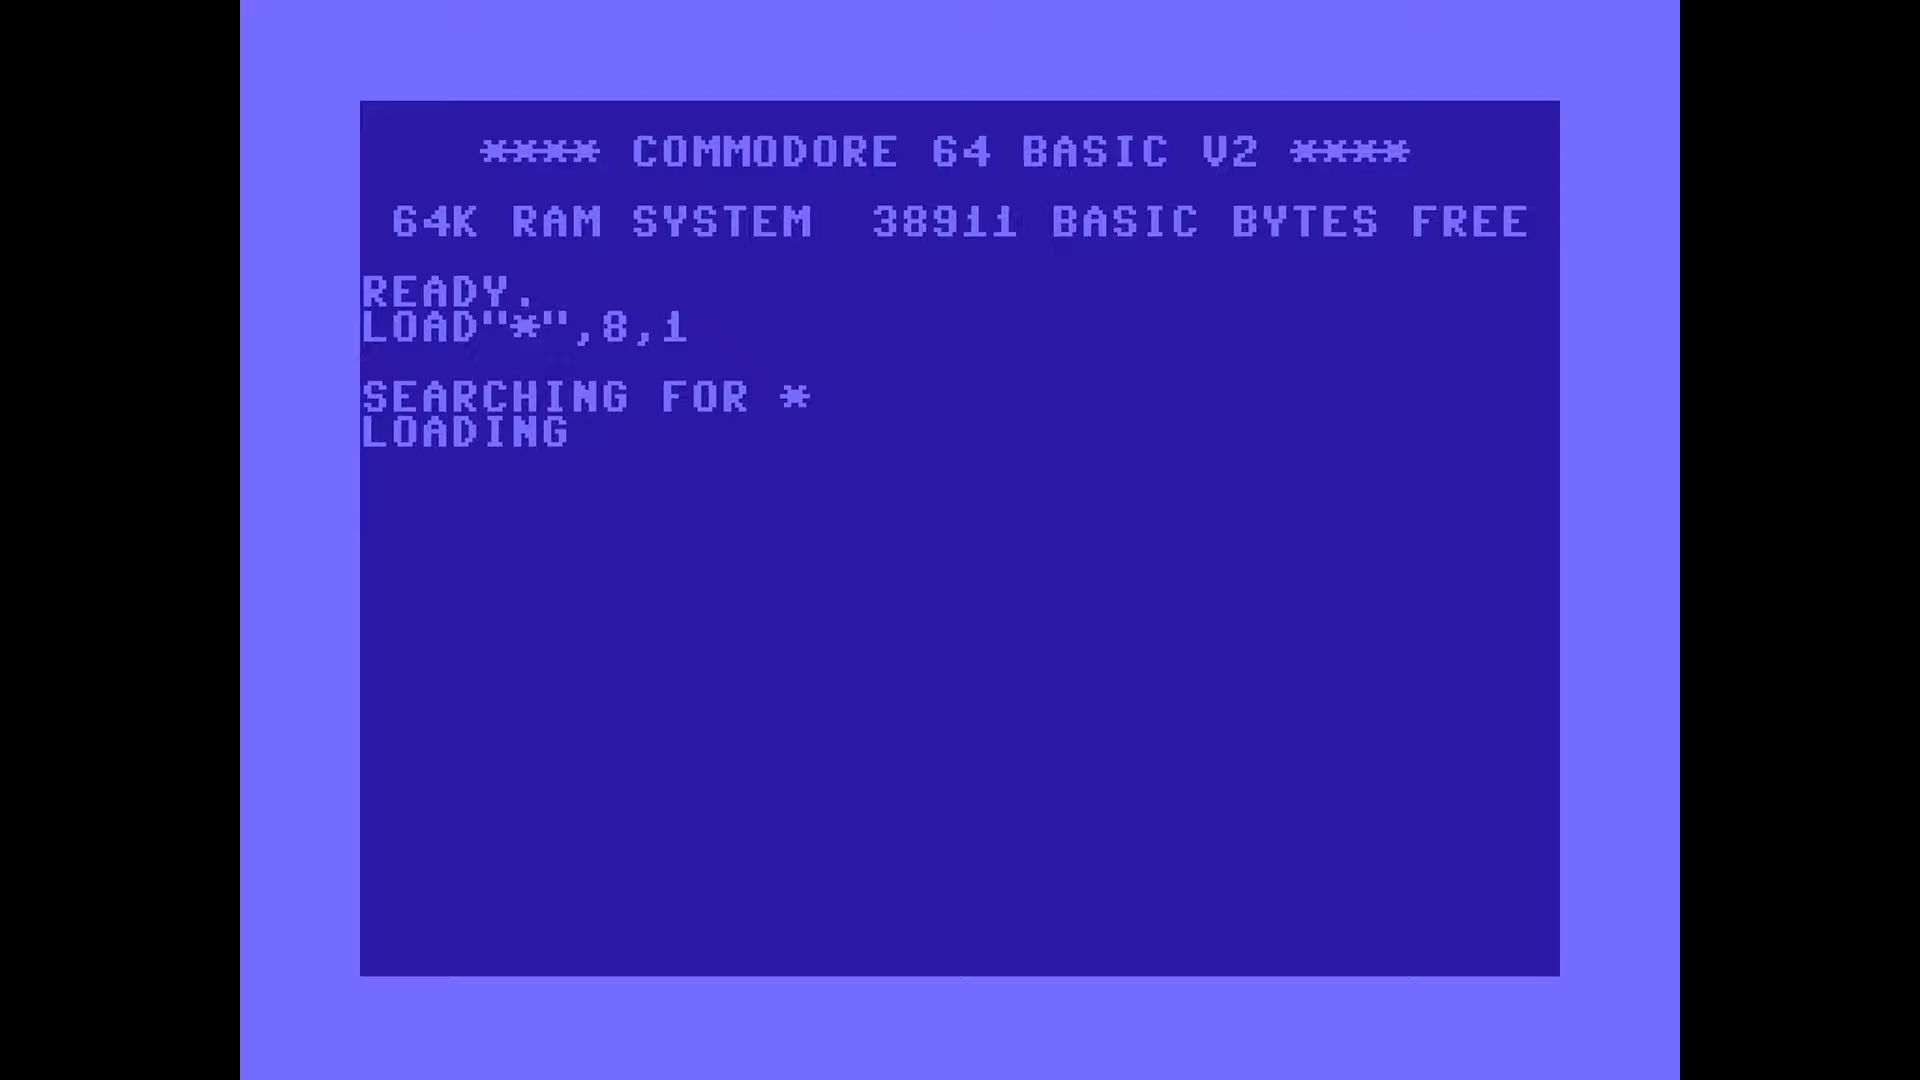 **** COMMODORE 64 BASIC V2 ****
64K RAM SYSTEM  38911 BASIC BYTES FREE
READY.
LOAD"*",8,1
SEARCHING FOR *
LOADING